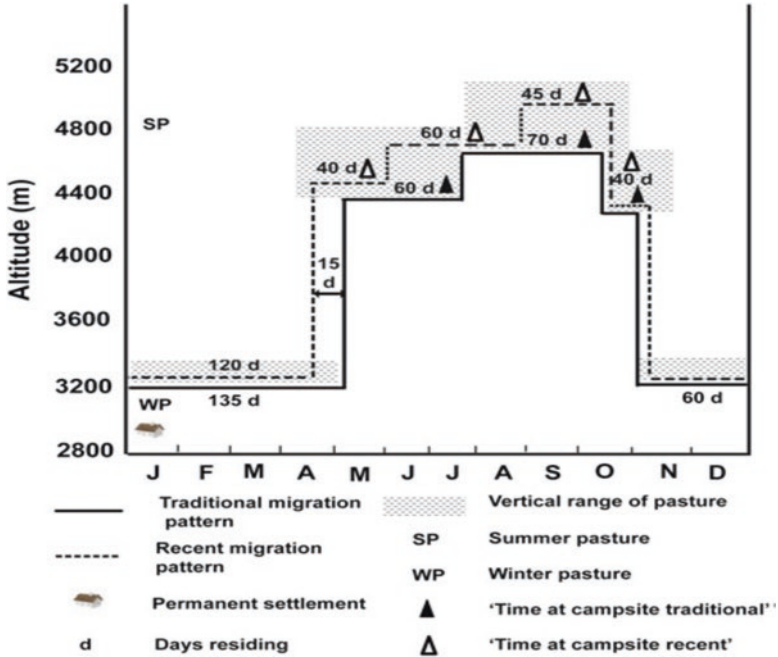 5200
4800
4400
4000
3600
3200
2800
Altitude (m)
SP
45 d
60 d
70 d
40 d
60 d
40 d
15
d
120 d
135 d
60 d
WP
J F M A M J J A S O N D
Traditional migration
pattern
Vertical range of pasture
Recent migration
pattern
SP Summer pasture
WP Winter pasture
Permanent settlement
'Time at campsite traditional''
d Days residing
'Time at campsite recent'